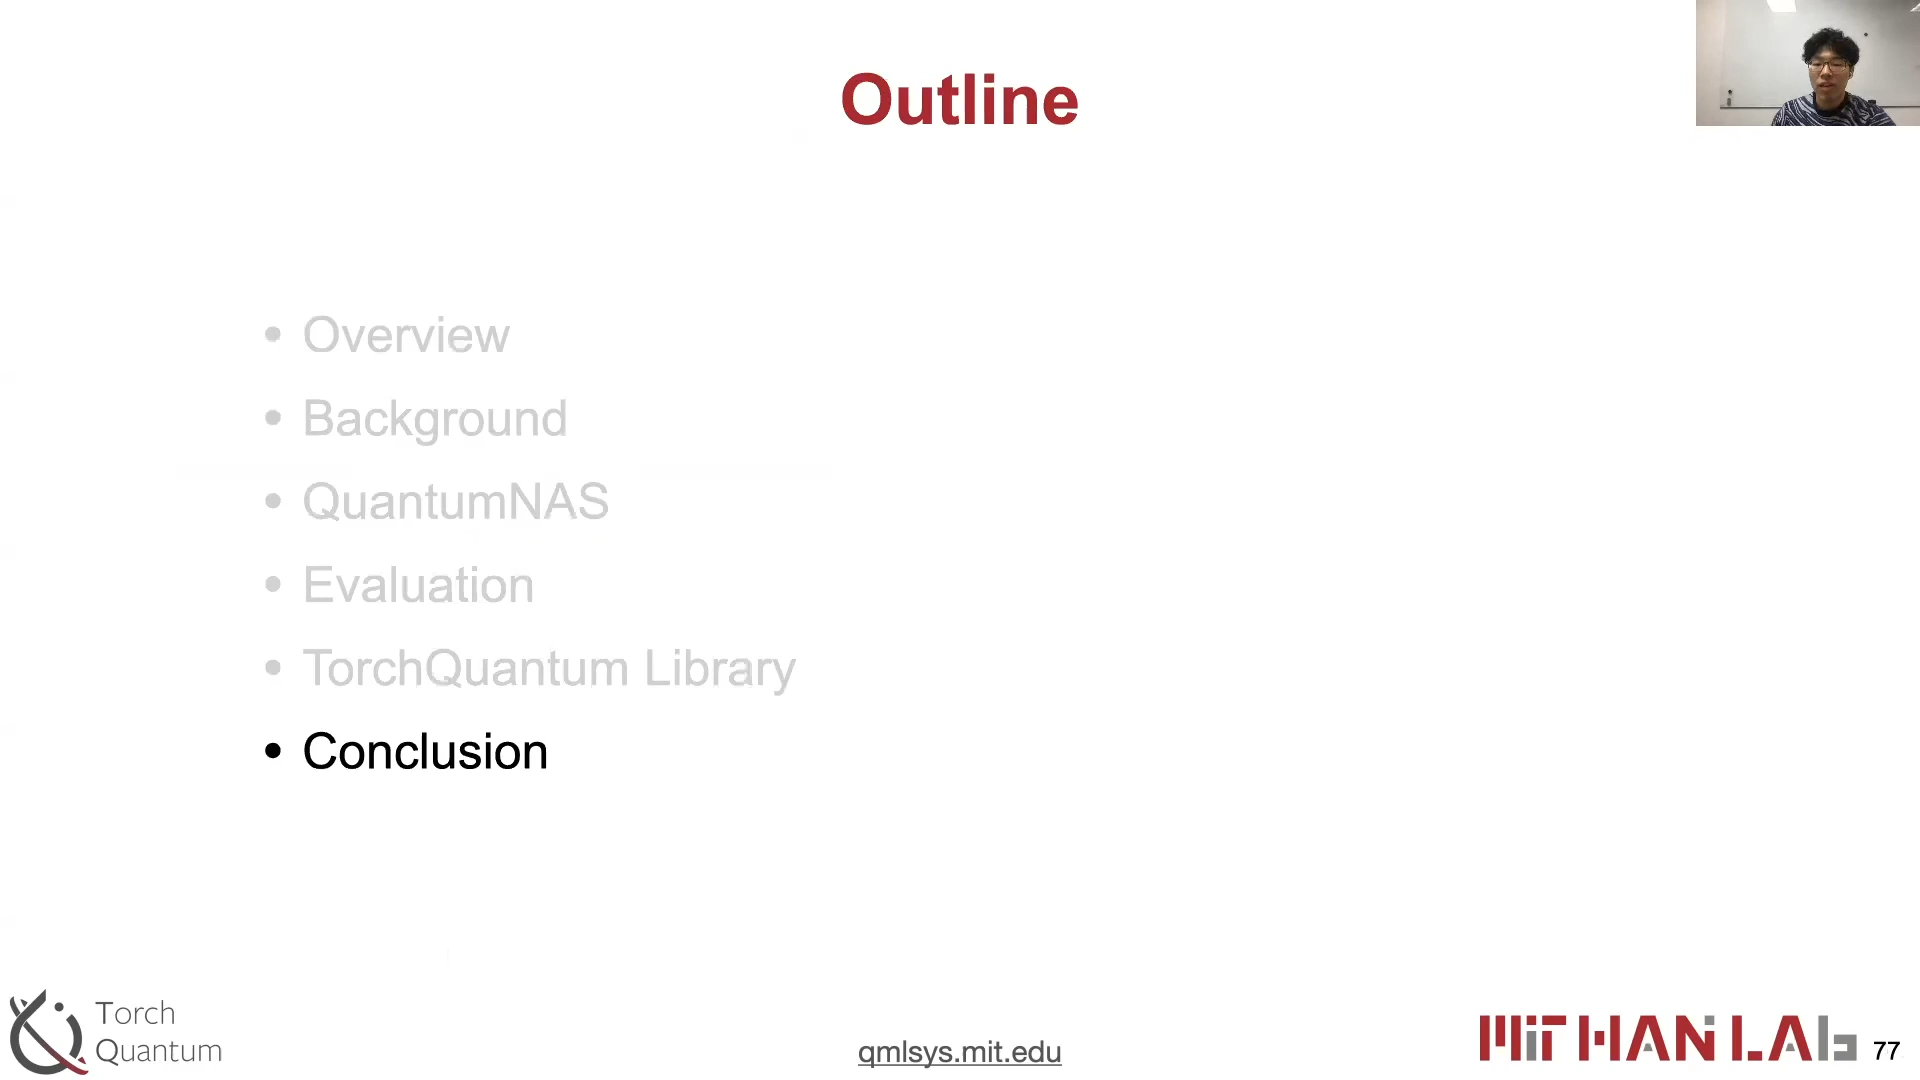 Outline
• Overview
• Background
• QuantumNAS
• Evaluation
• TorchQuantum Library
• Conclusion
Torch
Quantum
qmlsys.mit.edu
MIT HAN LAb
77